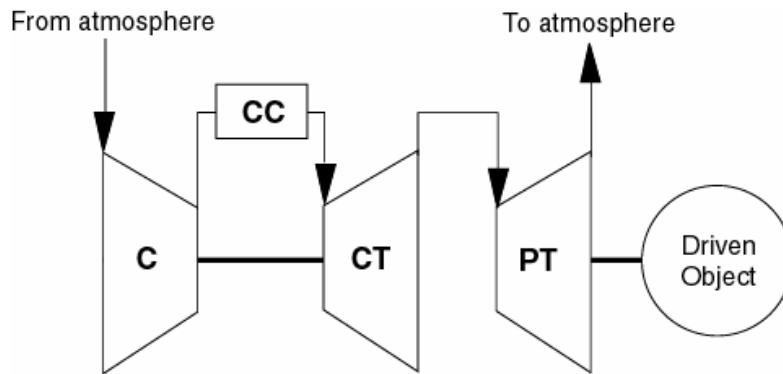 From atmosphere
To atmosphere
CC
C
CT
PT
Driven
Object